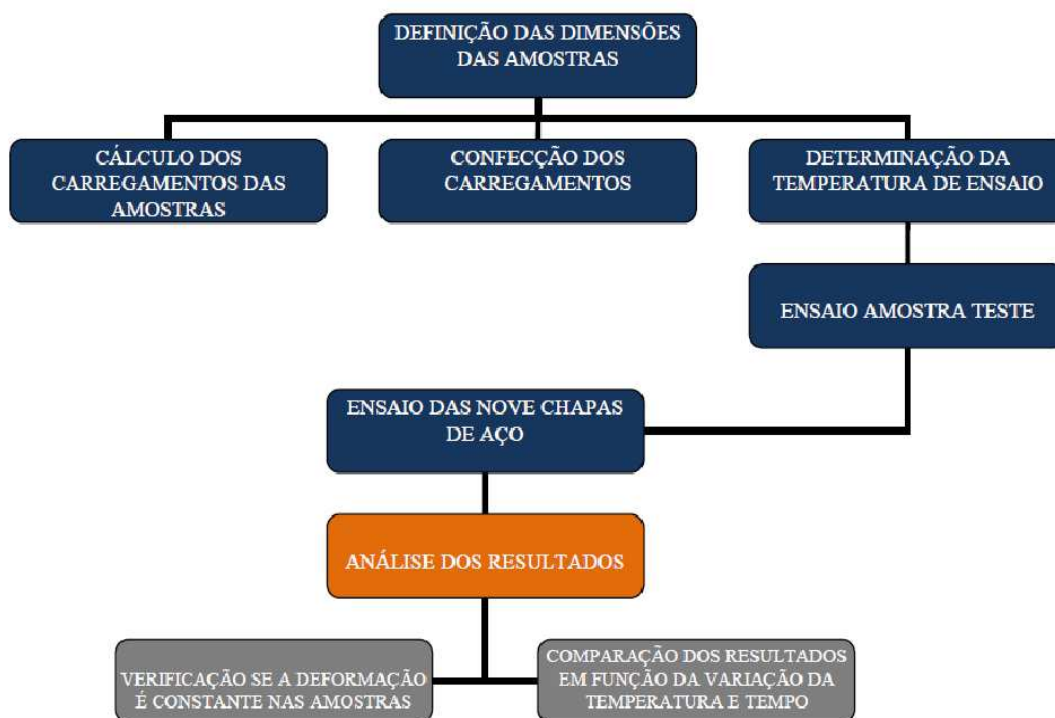 DEFINIÇÃO DAS DIMENSÕES
DAS AMOSTRAS
CÁLCULO DOS
CARREGAMENTOS DAS
AMOSTRAS
CONFECÇÃO DOS
CARREGAMENTOS
DETERMINAÇÃO DA
TEMPERATURA DE ENSAIO
ENSAIO AMOSTRA TESTE
ENSAIO DAS NOVE CHAPAS
DE AÇO
ANÁLISE DOS RESULTADOS
VERIFICAÇÃO SE A DEFORMAÇÃO
É CONSTANTE NAS AMOSTRAS
COMPARAÇÃO DOS RESULTADOS
EM FUNÇÃO DA VARIAÇÃO DA
TEMPERATURA E TEMPO